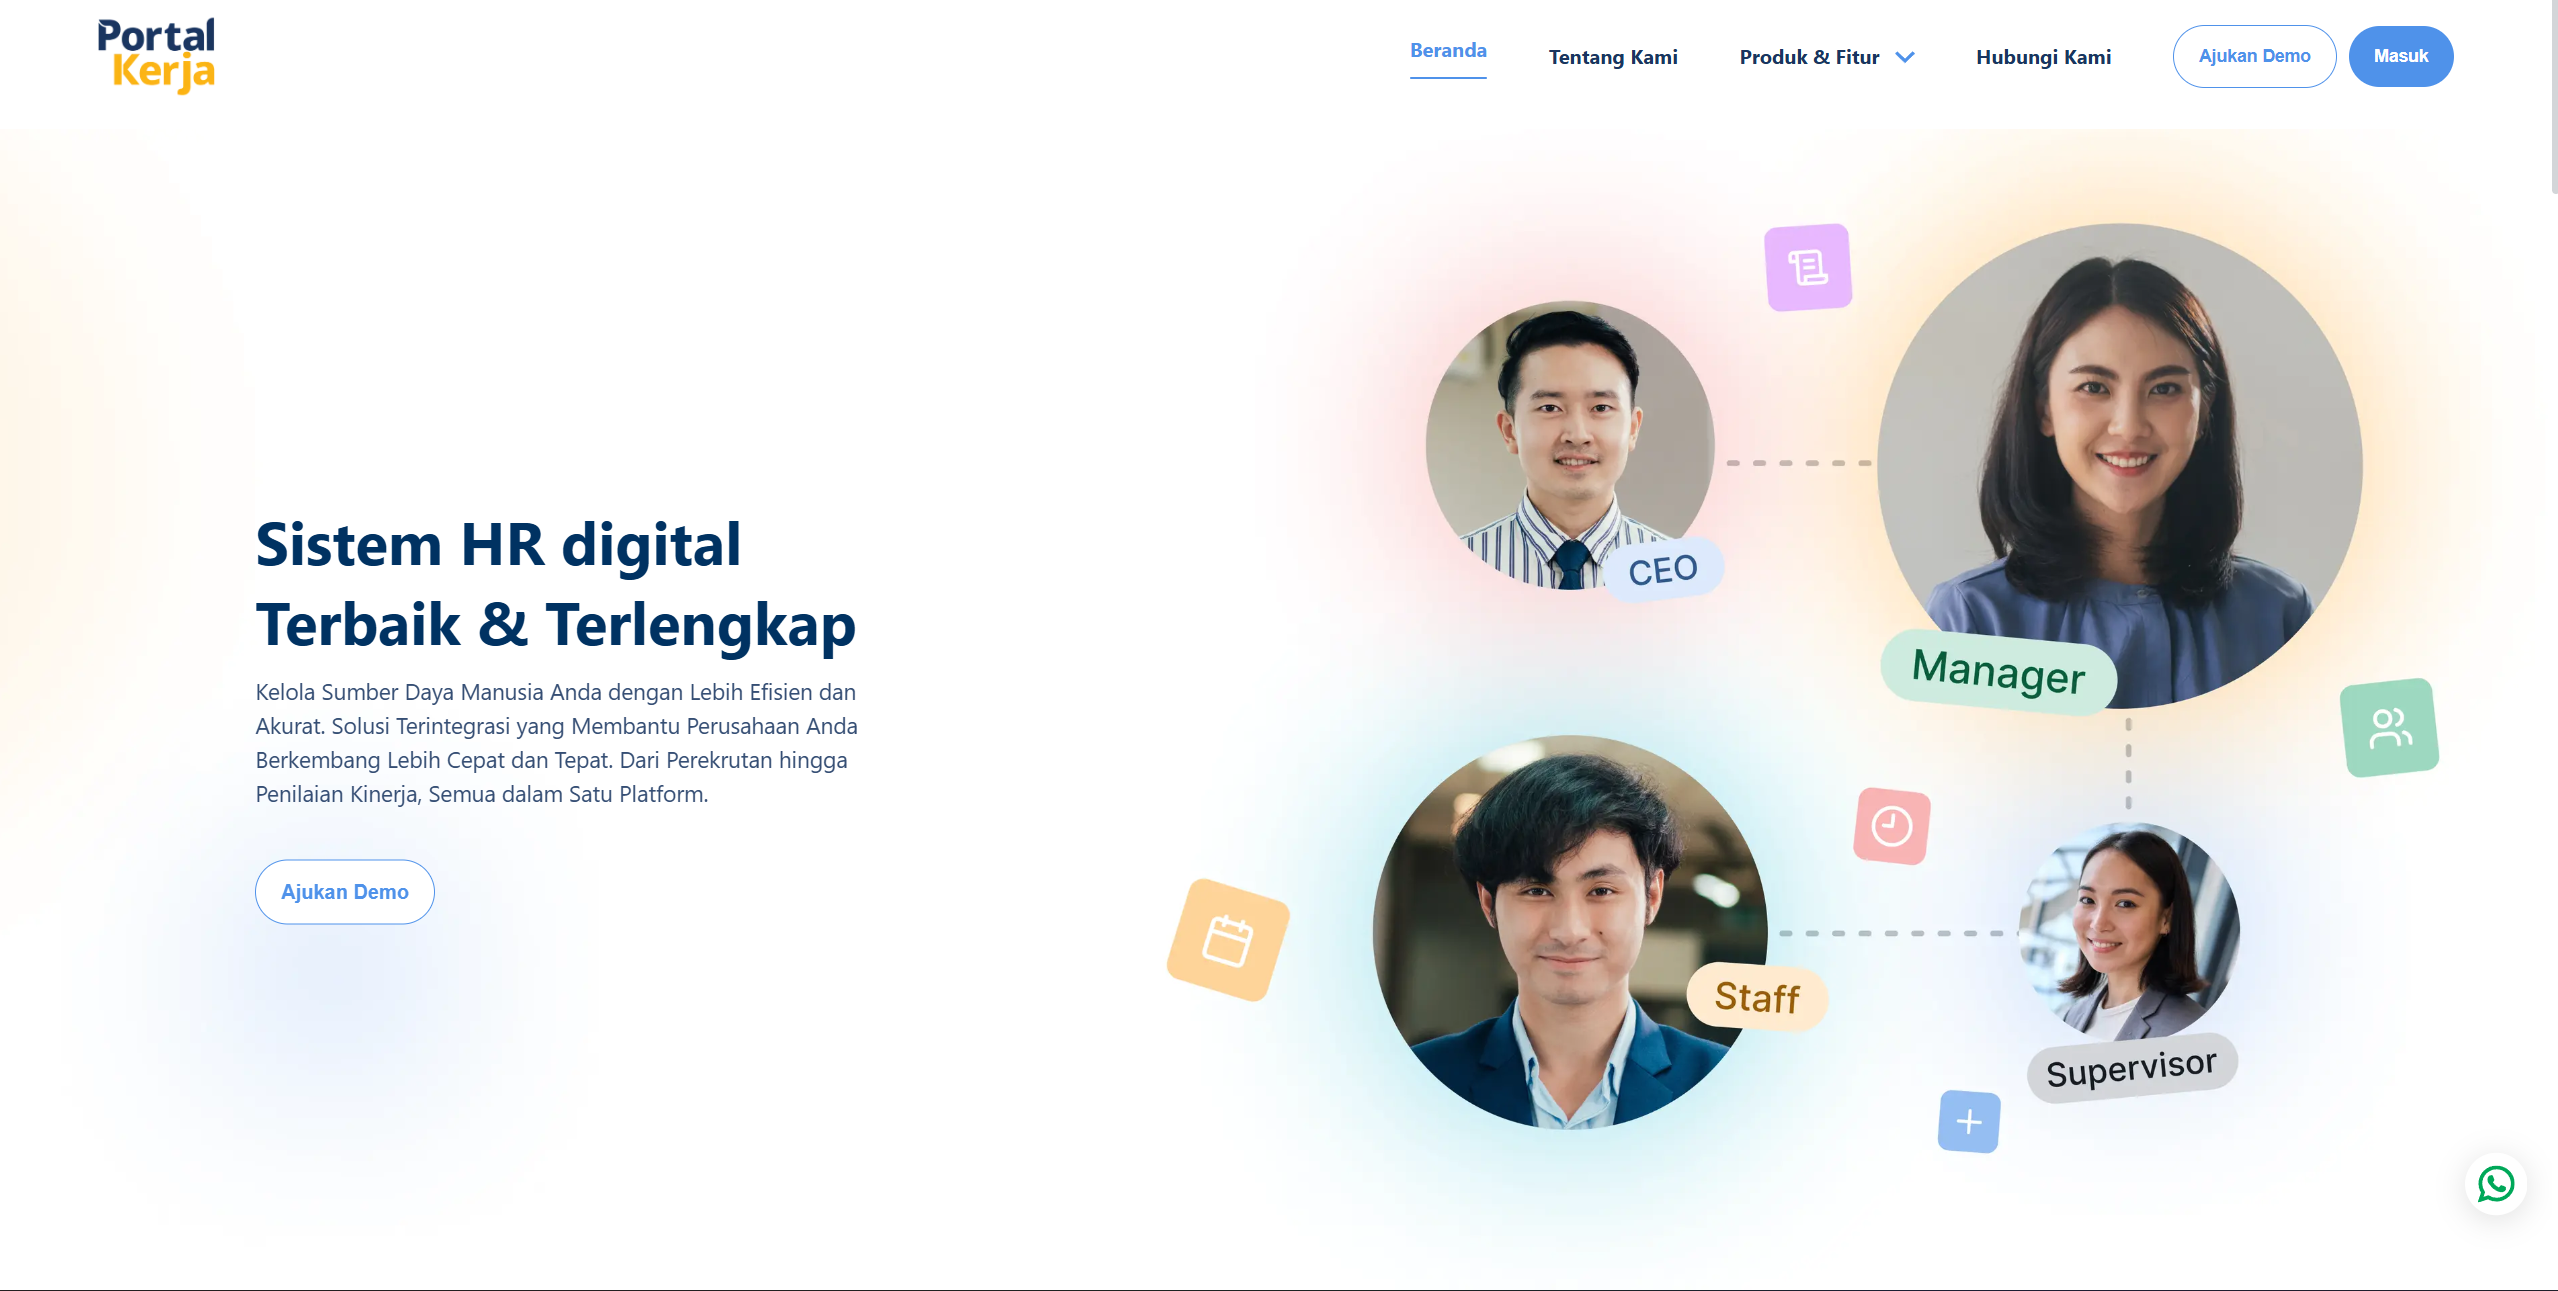 Portal
Kerja
Beranda
Tentang Kami
Produk & Fitur
Hubungi Kami
Ajukan Demo
Masuk
Sistem HR digital
Terbaik & Terlengkap
Kelola Sumber Daya Manusia Anda dengan Lebih Efisien dan
Akurat. Solusi Terintegrasi yang Membantu Perusahaan Anda
Berkembang Lebih Cepat dan Tepat. Dari Perekrutan hingga
Penilaian Kinerja, Semua dalam Satu Platform.
Ajukan Demo
CEO
Manager
Staff
Supervisor